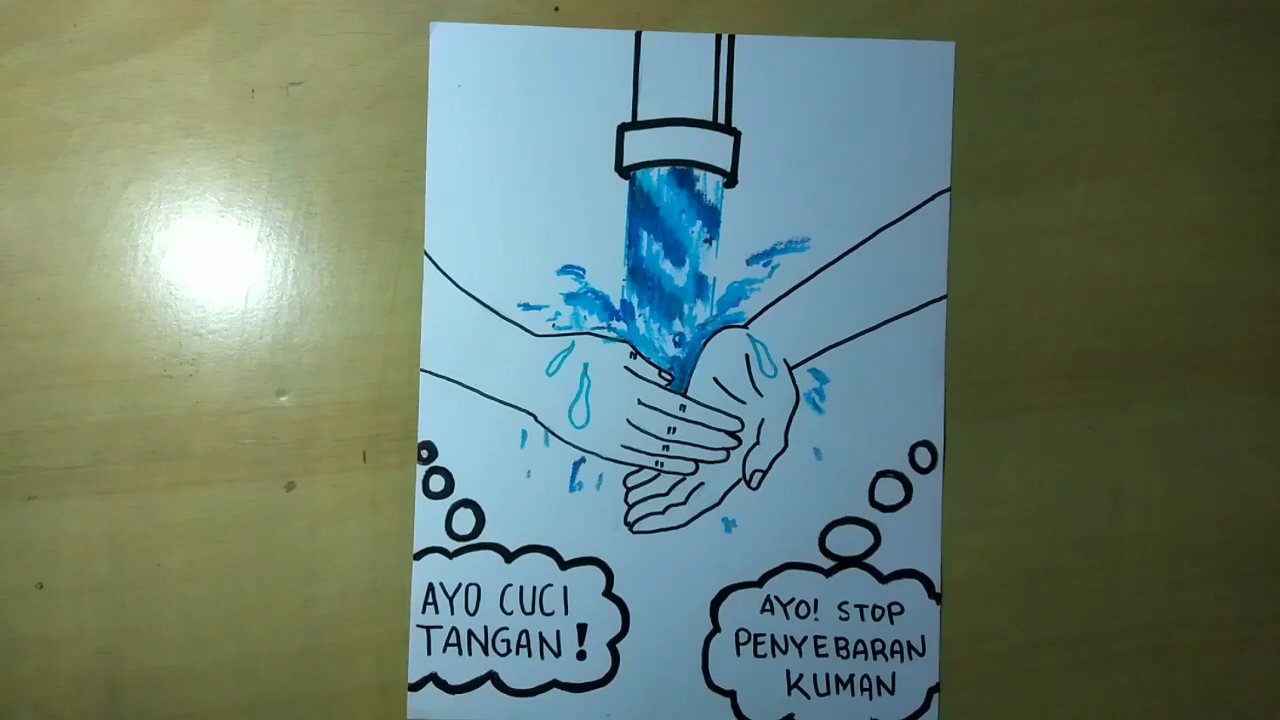 AYO CUCI
TANGAN!
AYO! STOP
PENYEBARAN
KUMAN